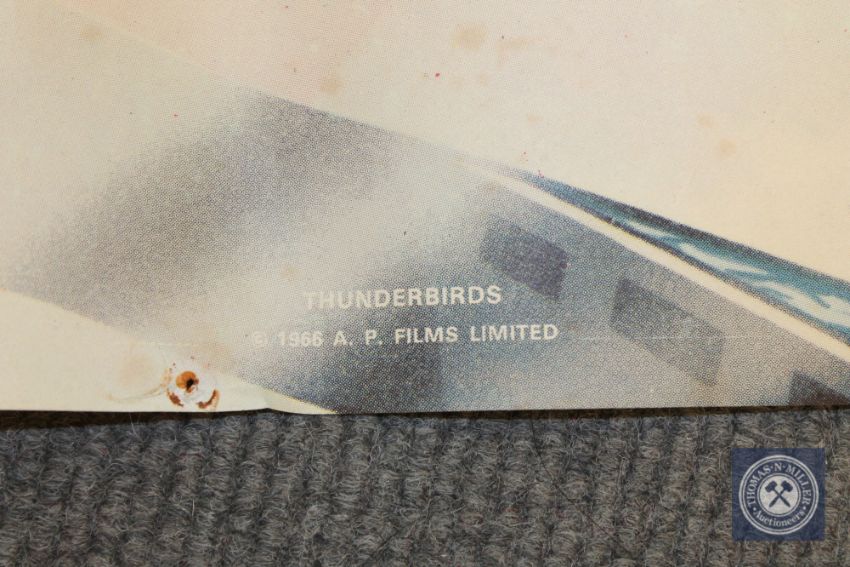 THUNDERBIRDS
© 1966 A. P. FILMS LIMITED
THOMAS·N·MILLER
Auctioneers